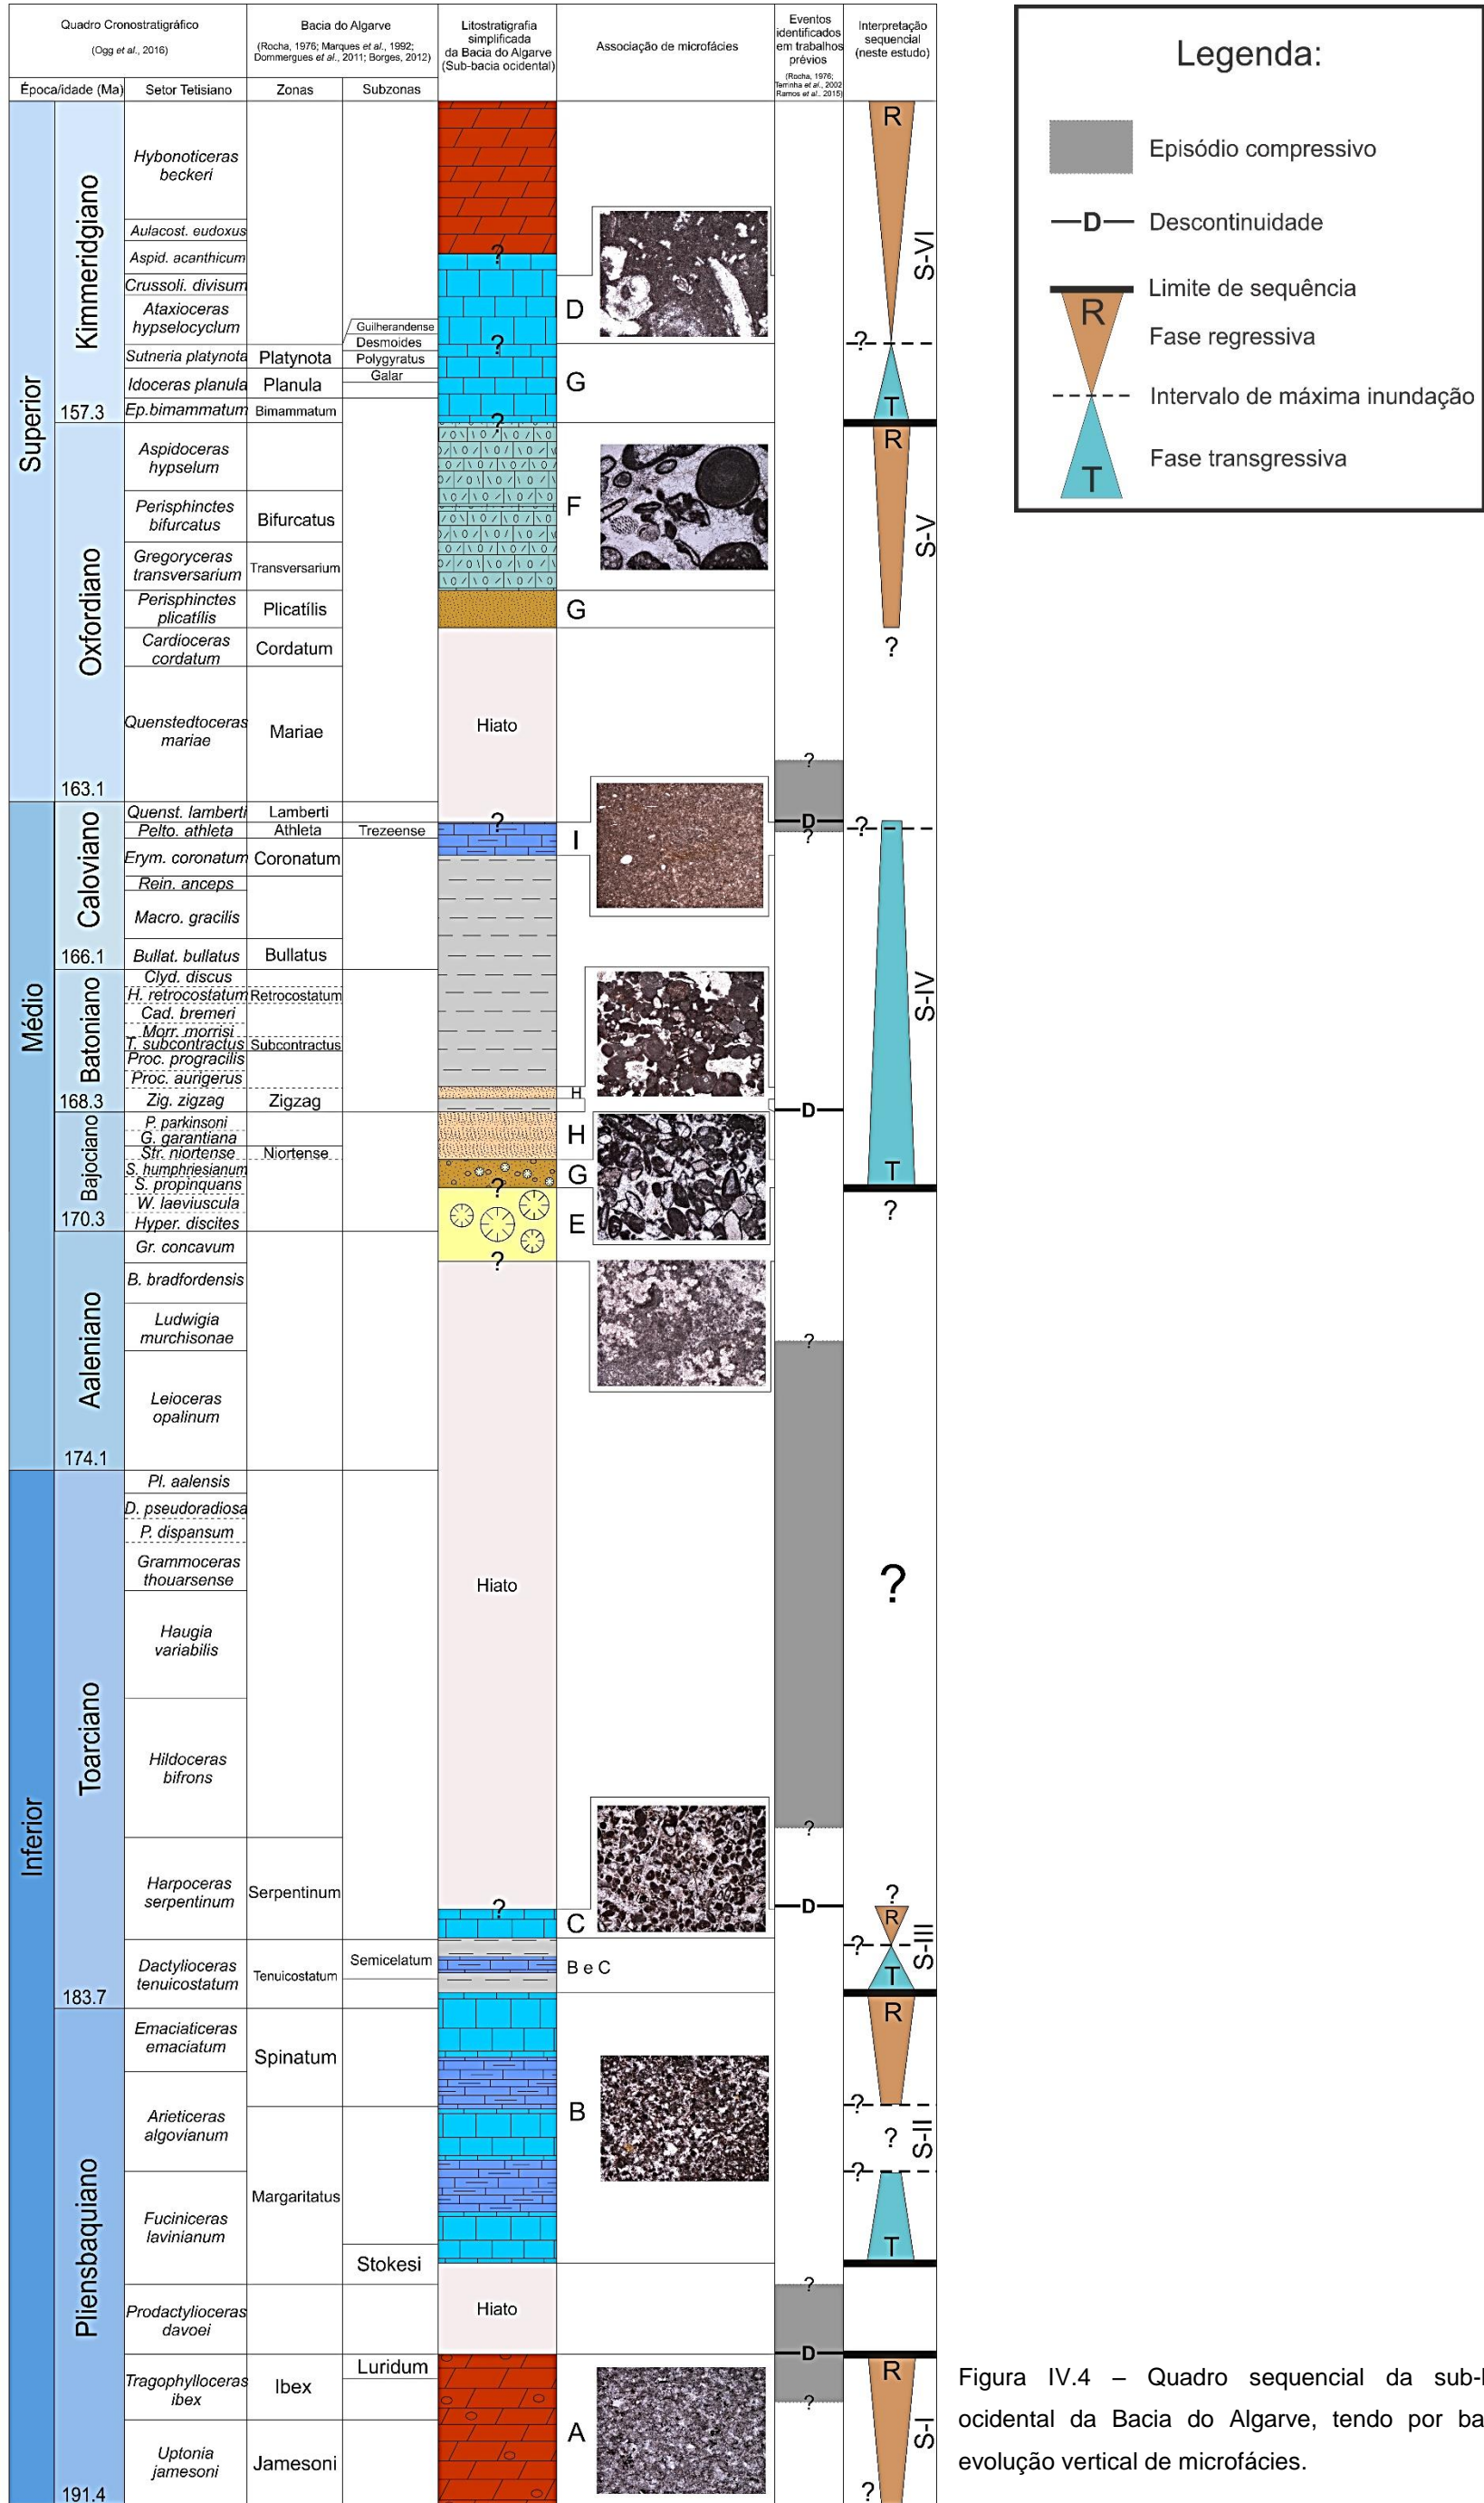 Quadro Cronostratigráfico
(Ogg et al., 2016)
Época/idade (Ma)
Setor Tetisiano
Bacia do Algarve
(Rocha, 1976; Marques et al., 1992;
Dommergues et al., 2011; Borges, 2012)
Zonas
Subzonas
Litostratigrafia
simplificada
da Bacia do Algarve
(Sub-bacia ocidental)
Associação de microfácies
Eventos
identificados
em trabalhos
prévios
(Rocha, 1976;
Terrinha et al., 2002
Ramos et al.. 2015)
Interpretação
sequencial
(neste estudo)
Superior
Médio
Inferior
Kimmeridgiano
157.3
Oxfordiano
163.1
Caloviano
166.1
Batoniano
168.3
Bajociano
170.3
Aaleniano
174.1
Toarciano
183.7
Pliensbaquiano
191.4
Hybonoticeras
beckeri
Aulacost. eudoxus
Aspid. acanthicum
Crussoli. divisum
Ataxioceras
hypselocyclum
Sutneria platynota
Idoceras planula
Ep.bimammatum
Aspidoceras
hypselum
Perisphinctes
bifurcatus
Gregoryceras
transversarium
Perisphinctes
plicatílis
Cardioceras
cordatum
Quenstedtoceras
mariae
Quenst. lamberti
Pelto. athleta
Erym. coronatum
Rein. anceps
Macro. gracilis
Bullat. bullatus
Clyd. discus
H. retrocostatum
Cad. bremeri
Morr. morrisi
T. subcontractus
Proc. progracilis
Proc. aurigerus
Zig. zigzag
P. parkinsoni
G. garantiana
Str. niortense
S. humphriesianum
S. propinquans
W. laeviuscula
Hyper. discites
Gr. concavum
B. bradfordensis
Ludwigia
murchisonae
Leioceras
opalinum
Pl. aalensis
D. pseudoradiosa
P. dispansum
Grammoceras
thouarsense
Haugia
variabilis
Hildoceras
bifrons
Harpoceras
serpentinum
Dactylioceras
tenuicostatum
Emaciaticeras
emaciatum
Arieticeras
algovianum
Fuciniceras
lavinianum
Prodactylioceras
davoei
Tragophylloceras
ibex
Uptonia
jamesoni
Platynota
Planula
Bimammatum
Bifurcatus
Transversarium
Plicatílis
Cordatum
Mariae
Lamberti
Athleta
Coronatum
Bullatus
Retrocostatum
Subcontractus
Zigzag
Niortense
Serpentinum
Tenuicostatum
Spinatum
Margaritatus
Ibex
Jamesoni
Guilherandense
Desmoides
Polygyratus
Galar
Trezeense
Semicelatum
Stokesi
Luridum
?
?
?
Hiato
?
?
?
Hiato
?
Hiato
D
G
F
G
I
H
H
G
E
C
B e C
B
A
?
D
?
D
?
?
D
?
D
?
R
S-VI
?
T
R
S-V
?
?
S-IV
T
?
?
?
R
?
S-III
T
R
?
?
S-II
?
T
R
S-I
?
Legenda:
Episódio compressivo
D
Descontinuidade
Limite de sequência
R
Fase regressiva
Intervalo de máxima inundação
Fase transgressiva
T
Figura IV.4 – Quadro sequencial da sub-
ocidental da Bacia do Algarve, tendo por ba
evolução vertical de microfácies.